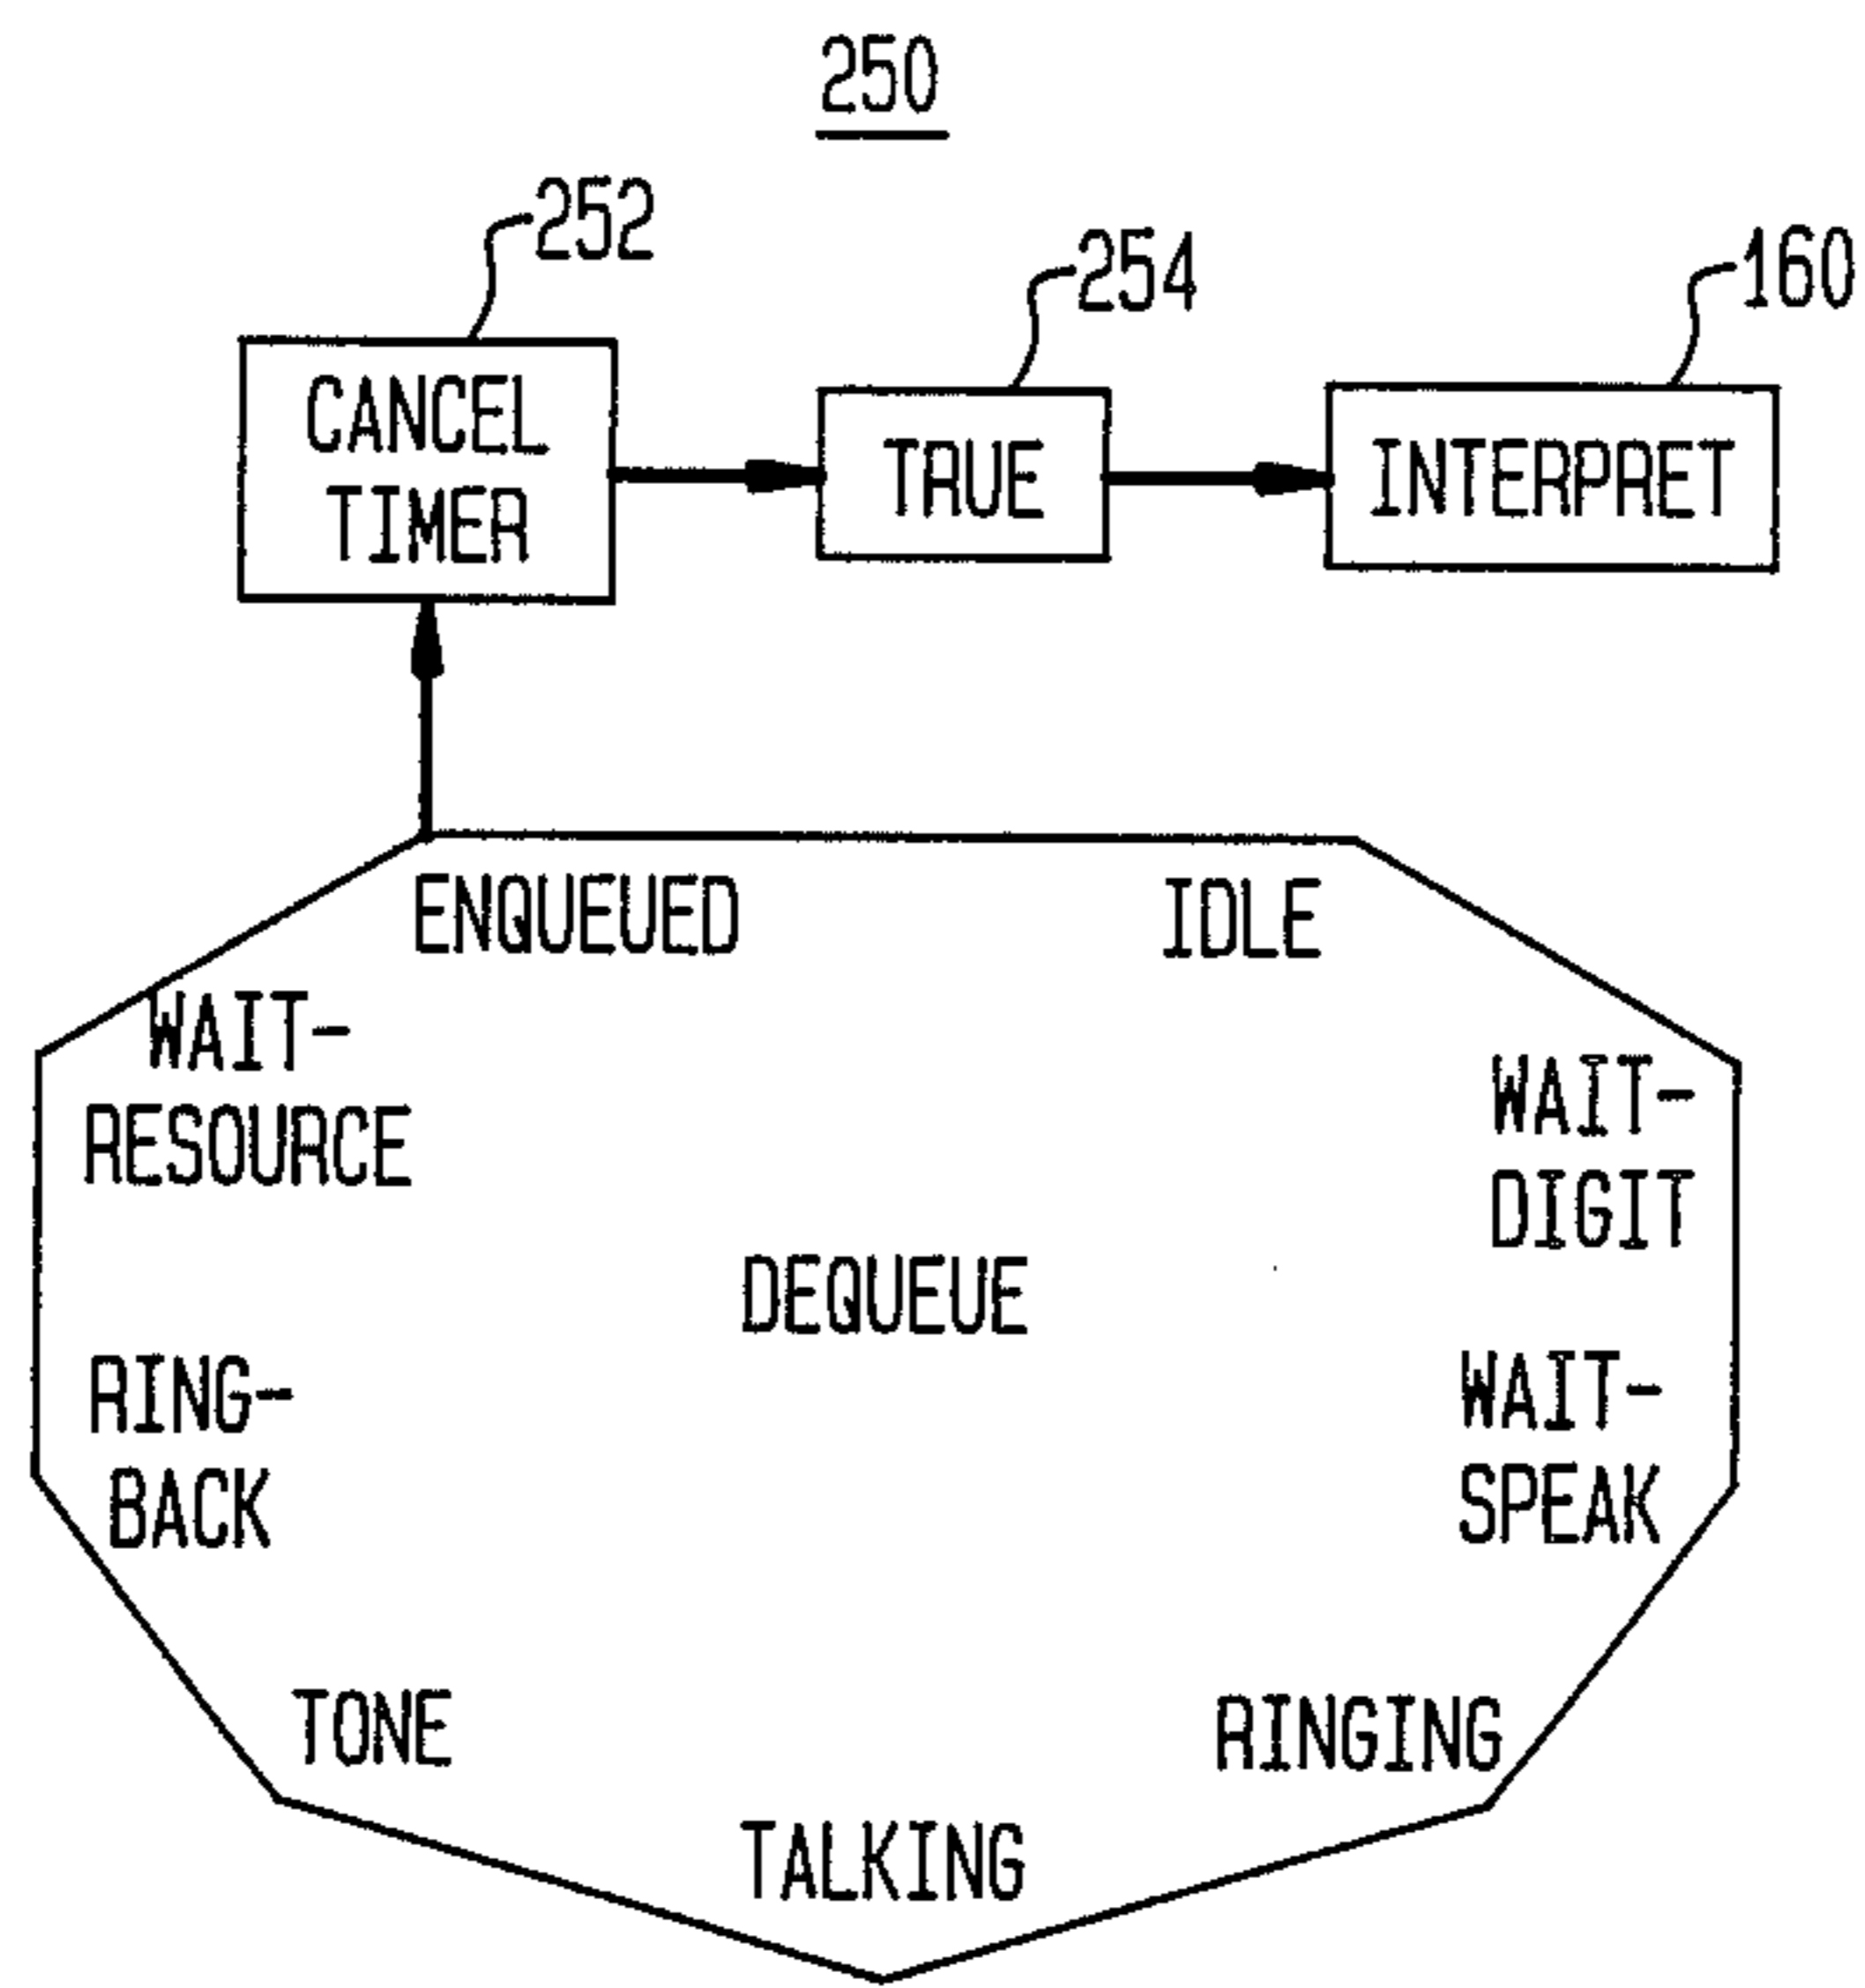 250
252
254
160
CANCEL
TIMER
TRUE
INTERPRET
ENQUEUED
IDLE
WAIT-
RESOURCE
WAIT-
DIGIT
DEQUEUE
RING-
BACK
WAIT-
SPEAK
TONE
RINGING
TALKING